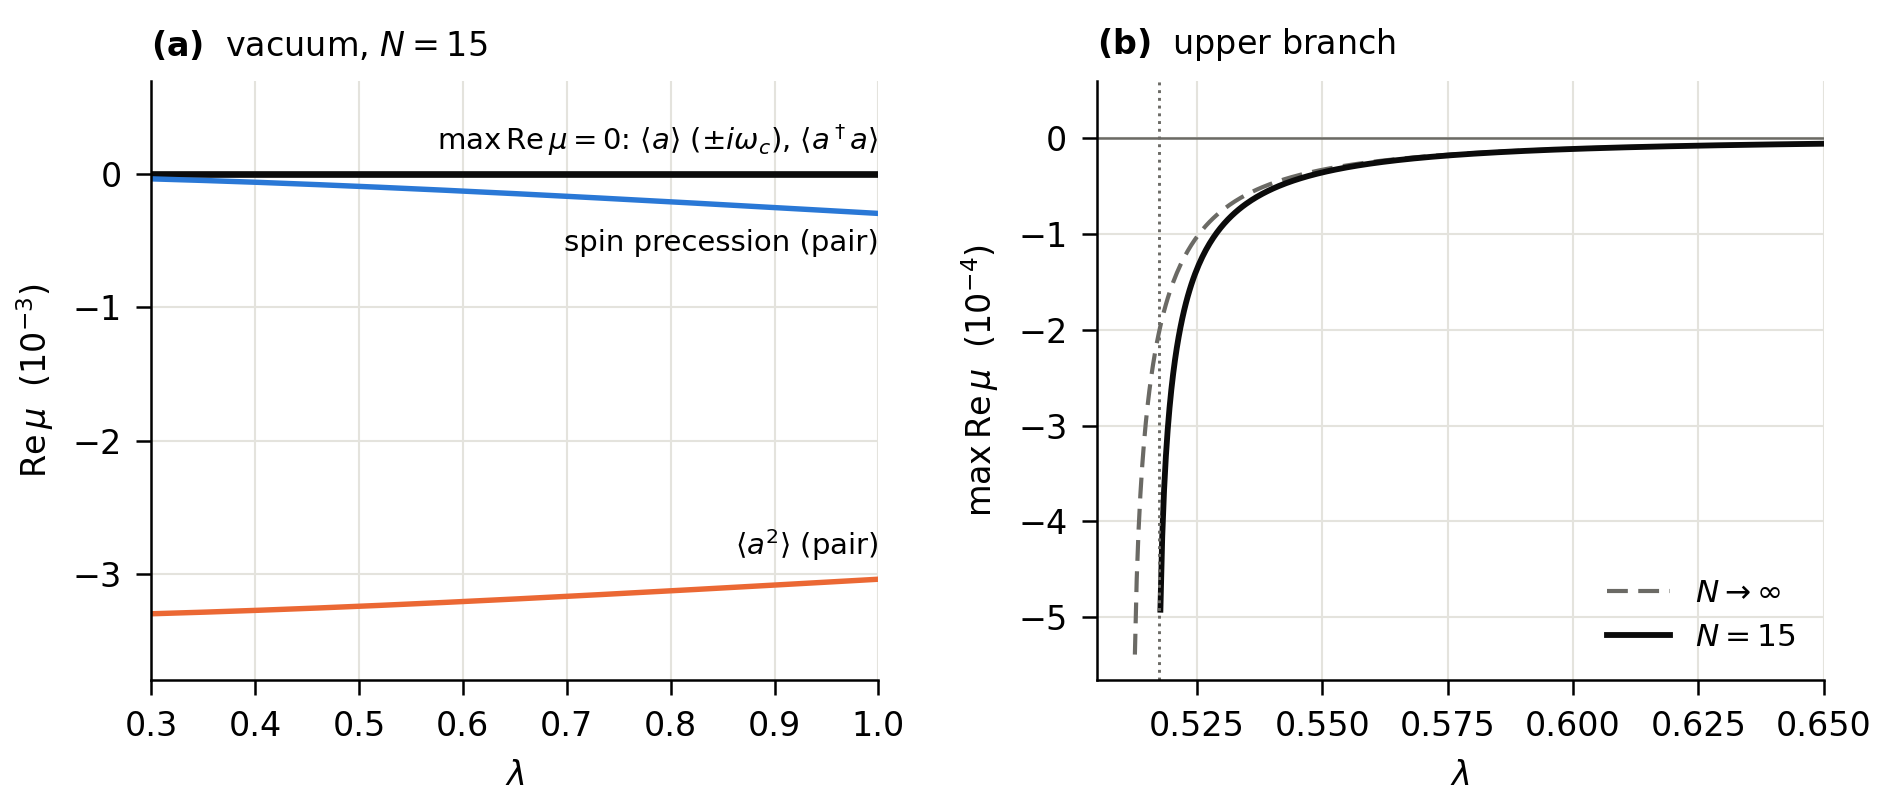 (a) vacuum, N = 15
max Re μ = 0: ⟨a⟩ (±iω_c), ⟨a†a⟩
spin precession (pair)
⟨a²⟩ (pair)
0
−1
−2
−3
Re μ (10⁻³)
0.3 0.4 0.5 0.6 0.7 0.8 0.9 1.0
λ
(b) upper branch
0
−1
−2
−3
−4
−5
max Re μ (10⁻⁴)
N → ∞
N = 15
0.525 0.550 0.575 0.600 0.625 0.650
λ